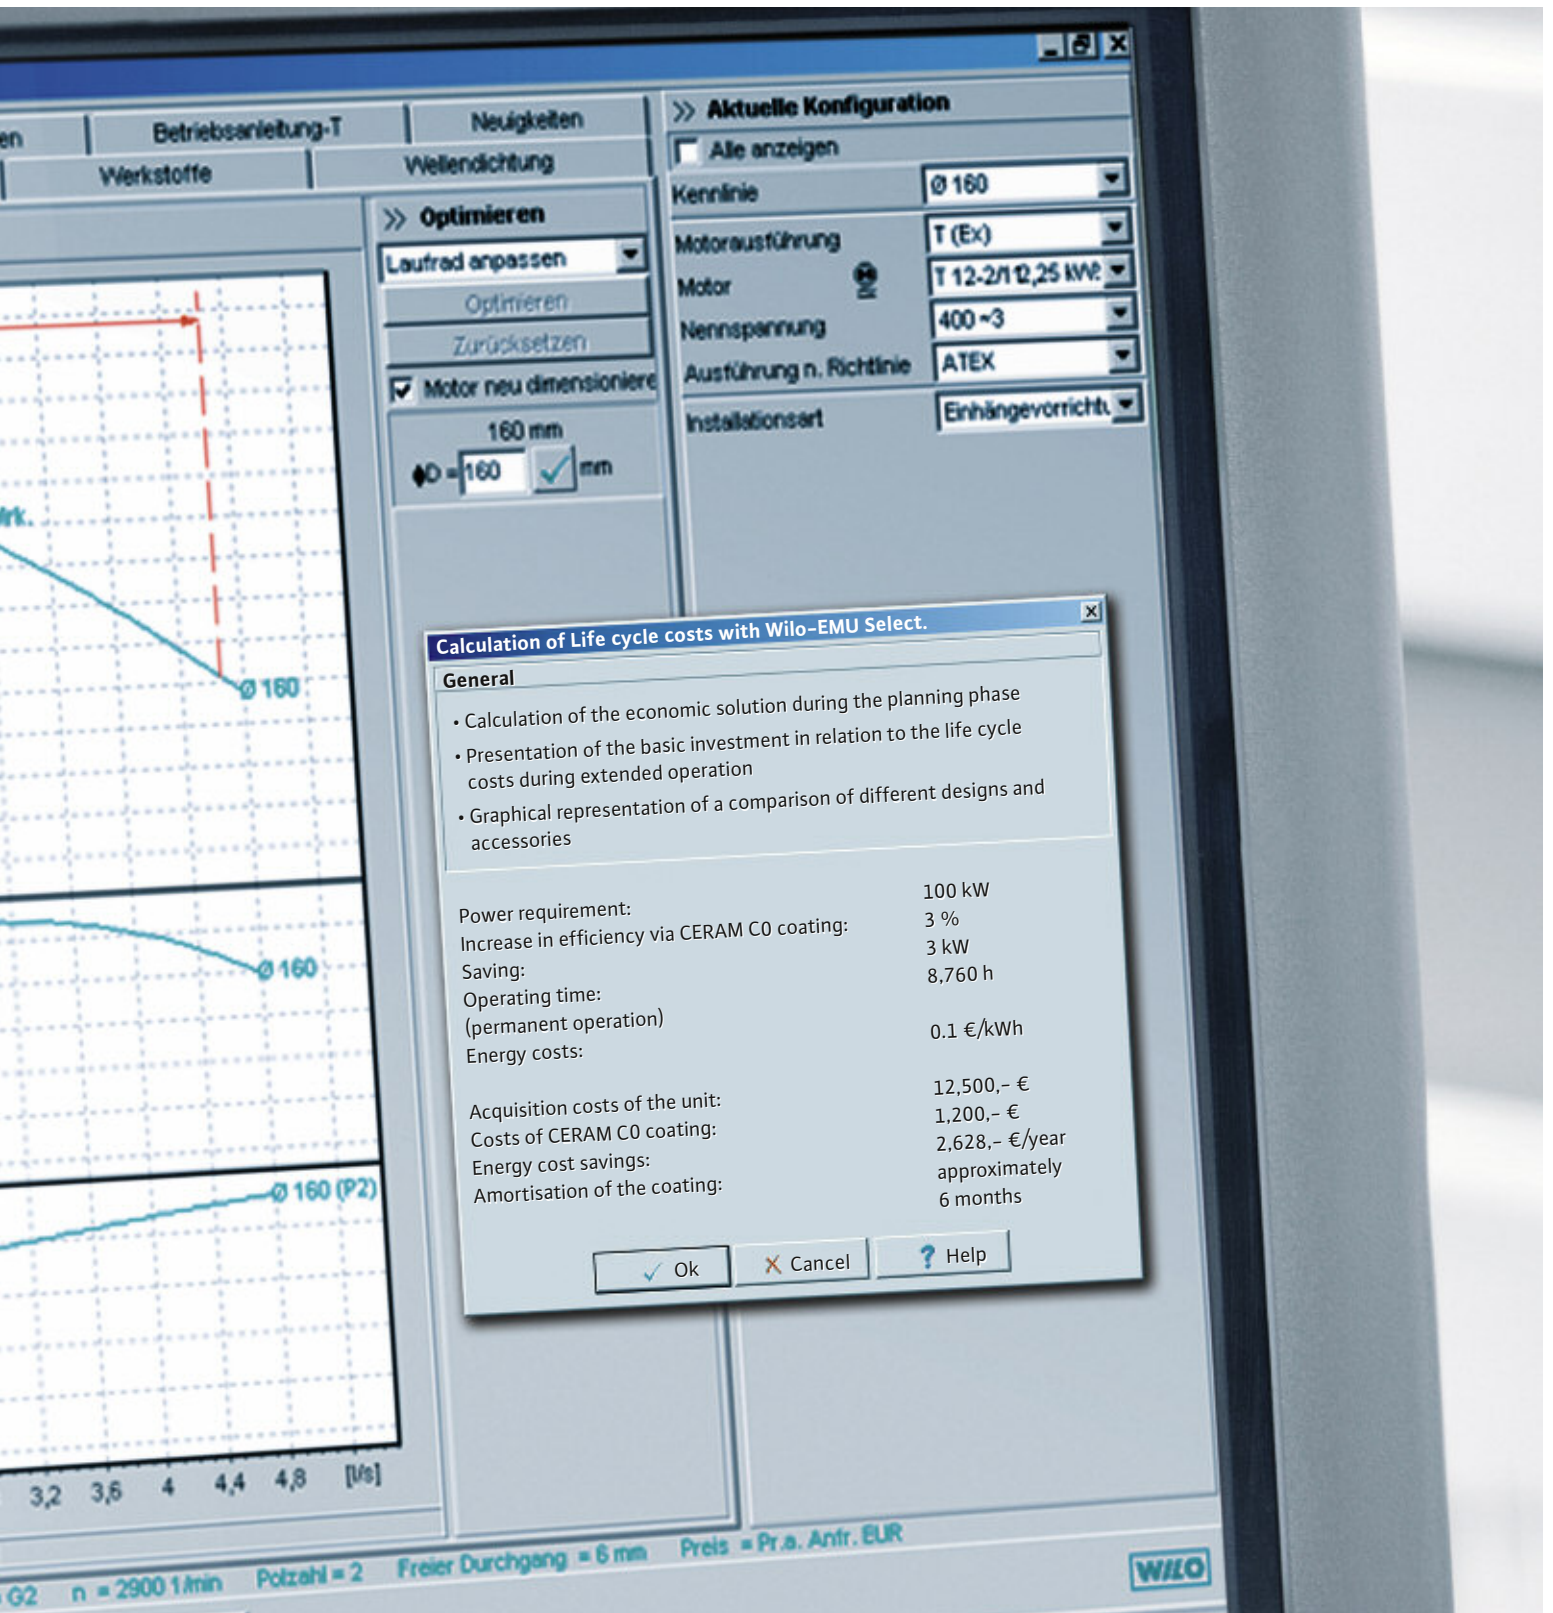 en
Betriebsanleitung-T
Neuigkeiten
Werkstoffe
Wellendichtung
>> Aktuelle Konfiguration
Alle anzeigen
Kennlinie
Ø 160
Motorausführung
T (Ex)
Motor
Nennspannung
400 ~3
Ausführung n. Richtlinie
ATEX
Installationsart
Einhängevorrichtu
>> Optimieren
Laufrad anpassen
Optimieren
Zurücksetzen
Motor neu dimensioniere
160 mm
D = 160 mm
Ø 160
Ø 160
Ø 160 (P2)
3,2 3,6 4 4,4 4,8 [l/s]
Calculation of Life cycle costs with Wilo-EMU Select.
General
• Calculation of the economic solution during the planning phase
• Presentation of the basic investment in relation to the life cycle
costs during extended operation
• Graphical representation of a comparison of different designs and
accessories
Power requirement: 100 kW
Increase in efficiency via CERAM C0 coating: 3 %
Saving: 3 kW
Operating time: 8,760 h
(permanent operation)
Energy costs: 0.1 €/kWh
Acquisition costs of the unit: 12,500,- €
Costs of CERAM C0 coating: 1,200,- €
Energy cost savings: 2,628,- €/year
Amortisation of the coating: approximately
6 months
Ok
Cancel
? Help
G2 n = 2900 1/min Polzahl = 2 Freier Durchgang = 6 mm Preis = Pr.a. Anfr. EUR
WILO